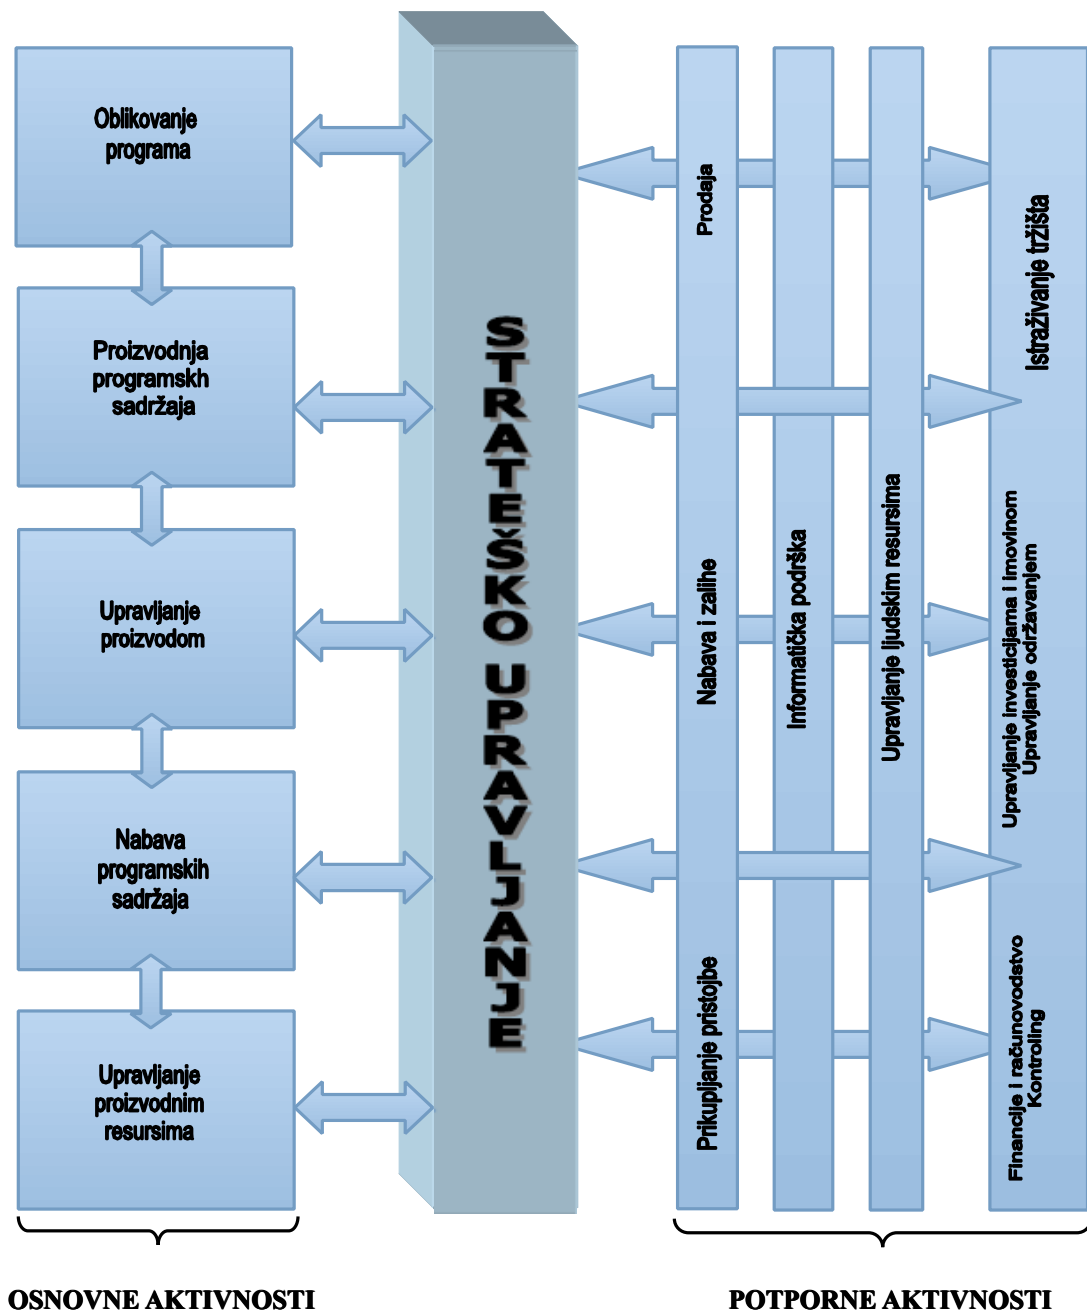 Oblikovanje
programa
Proizvodnja
programskh
sadržaja
Upravljanje
proizvodom
Nabava
programskih
sadržaja
Upravljanje
proizvodnim
resursima
STRATEŠKO UPRAVLJANJE
Prodaja
Nabava i zalihe
Prikupljanje pristojbe
Informatička podrška
Upravljanje ljudskim resursima
Istraživanje tržišta
Upravljanje investicijama i imovinom
Upravljanje održavanjem
Financije i računovodstvo
Kontroling
OSNOVNE AKTIVNOSTI
POTPORNE AKTIVNOSTI